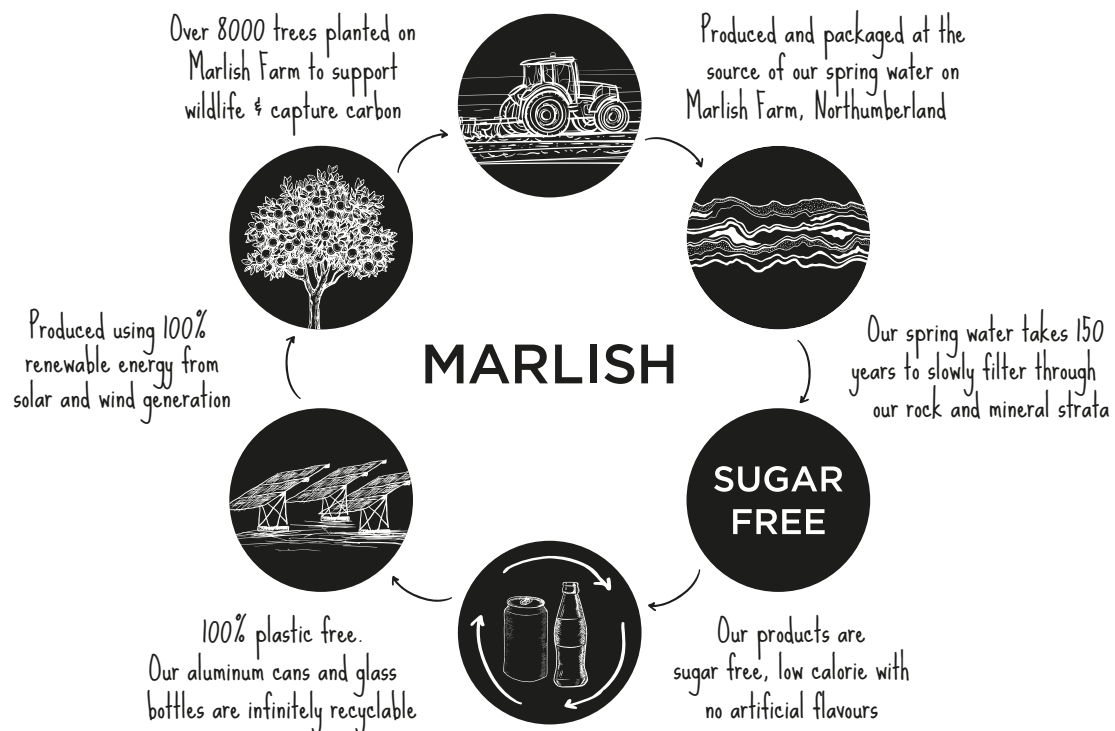 Over 8000 trees planted on
Marlish Farm to support
wildlife & capture carbon
Produced and packaged at the
source of our spring water on
Marlish Farm, Northumberland
Produced using 100%
renewable energy from
solar and wind generation
MARLISH
Our spring water takes 150
years to slowly filter through
our rock and mineral strata
SUGAR
FREE
100% plastic free.
Our aluminum cans and glass
bottles are infinitely recyclable
Our products are
sugar free, low calorie with
no artificial flavours